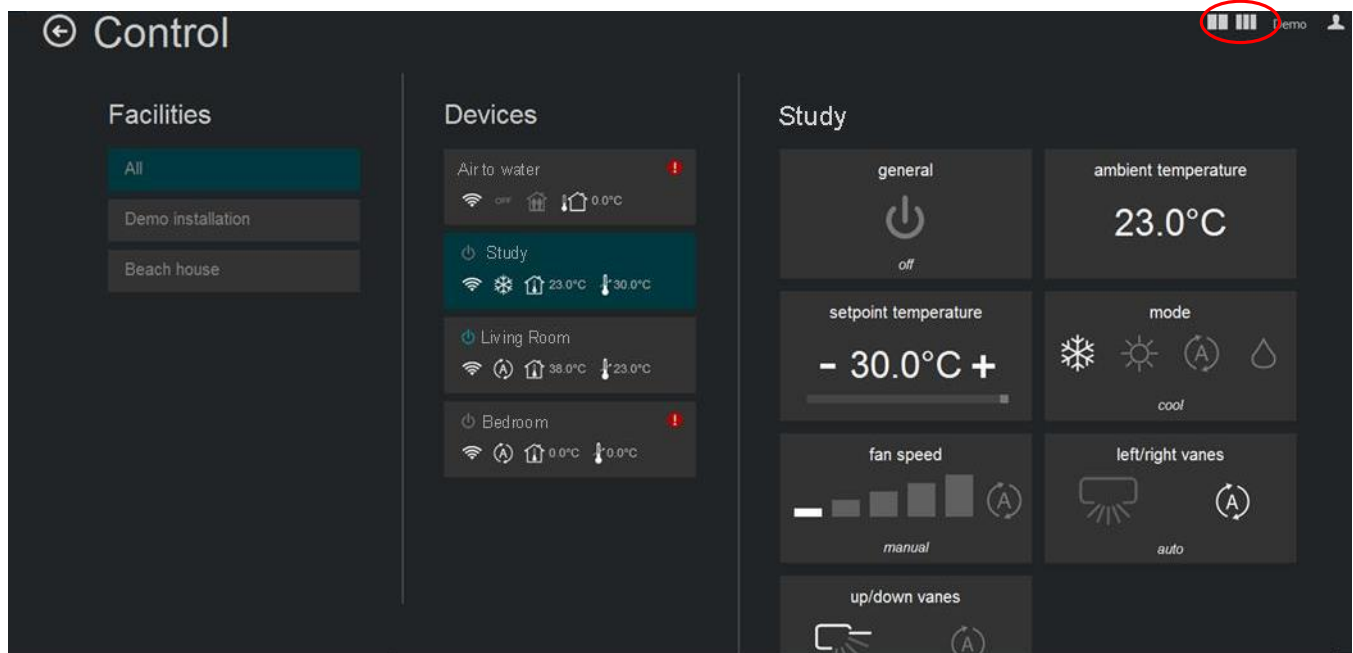 Control
Demo
Facilities
All
Demo installation
Beach house
Devices
Air to water
OFF 0.0°C
Study
23.0°C 30.0°C
Living Room
A 38.0°C 23.0°C
Bedroom
A 0.0°C 0.0°C
Study
general
off
ambient temperature
23.0°C
setpoint temperature
- 30.0°C +
mode
A
cool
fan speed
A
manual
left/right vanes
A
auto
up/down vanes
A